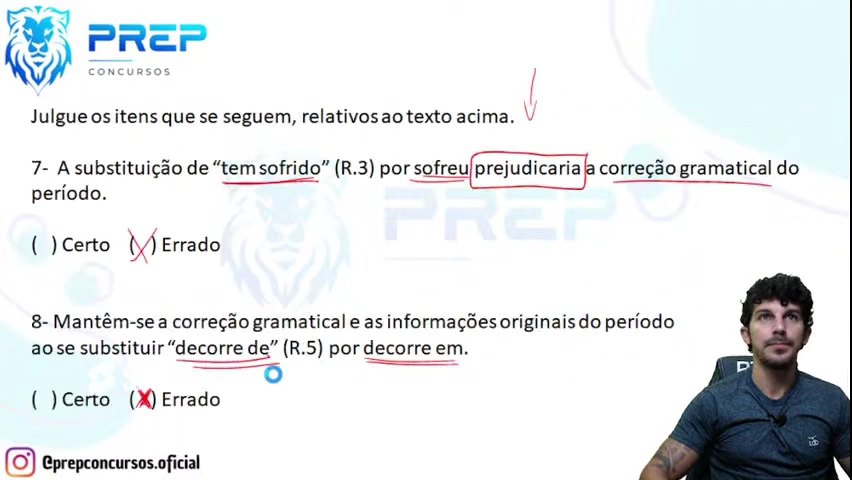 PREP
CONCURSOS
Julgue os itens que se seguem, relativos ao texto acima.
7- A substituição de “tem sofrido” (R.3) por sofreu prejudicaria a correção gramatical do
período.
( ) Certo (X) Errado
8- Mantêm-se a correção gramatical e as informações originais do período
ao se substituir “decorre de” (R.5) por decorre em.
( ) Certo (X) Errado
@prepconcursos.oficial
PREP